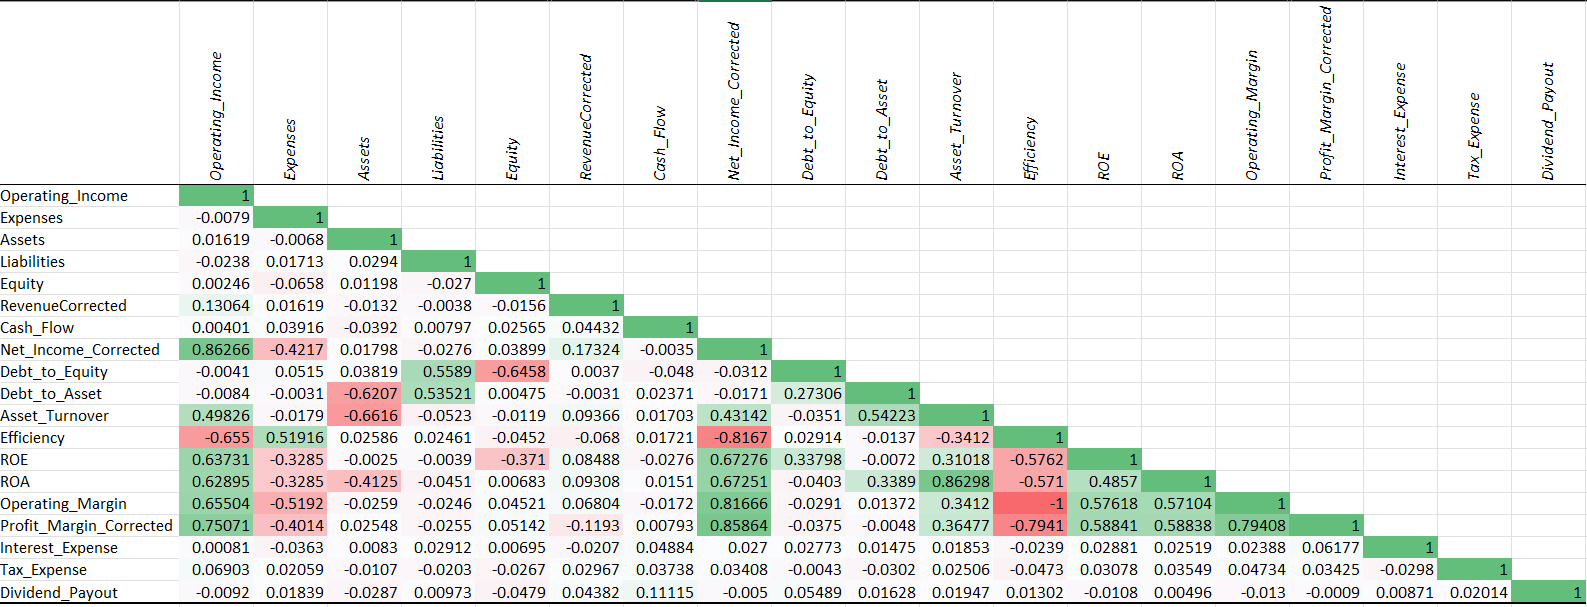 Operating_Income Expenses Assets Liabilities Equity RevenueCorrected Cash_Flow Net_Income_Corrected Debt_to_Equity Debt_to_Asset Asset_Turnover Efficiency ROE ROA Operating_Margin Profit_Margin_Corrected Interest_Expense Tax_Expense Dividend_Payout
Operating_Income 1
Expenses -0.0079 1
Assets 0.01619 -0.0068 1
Liabilities -0.0238 0.01713 0.0294 1
Equity 0.00246 -0.0658 0.01198 -0.027 1
RevenueCorrected 0.13064 0.01619 -0.0132 -0.0038 -0.0156 1
Cash_Flow 0.00401 0.03916 -0.0392 0.00797 0.02565 0.04432 1
Net_Income_Corrected 0.86266 -0.4217 0.01798 -0.0276 0.03899 0.17324 -0.0035 1
Debt_to_Equity -0.0041 0.0515 0.03819 0.5589 -0.6458 0.0037 -0.048 -0.0312 1
Debt_to_Asset -0.0084 -0.0031 -0.6207 0.53521 0.00475 -0.0031 0.02371 -0.0171 0.27306 1
Asset_Turnover 0.49826 -0.0179 -0.6616 -0.0523 -0.0119 0.09366 0.01703 0.43142 -0.0351 0.54223 1
Efficiency -0.655 0.51916 0.02586 0.02461 -0.0452 -0.068 0.01721 -0.8167 0.02914 -0.0137 -0.3412 1
ROE 0.63731 -0.3285 -0.0025 -0.0039 -0.371 0.08488 -0.0276 0.67276 0.33798 -0.0072 0.31018 -0.5762 1
ROA 0.62895 -0.3285 -0.4125 -0.0451 0.00683 0.09308 0.0151 0.67251 -0.0403 0.3389 0.86298 -0.571 0.4857 1
Operating_Margin 0.65504 -0.5192 -0.0259 -0.0246 0.04521 0.06804 -0.0172 0.81666 -0.0291 0.01372 0.3412 -1 0.57618 0.57104 1
Profit_Margin_Corrected 0.75071 -0.4014 0.02548 -0.0255 0.05142 -0.1193 0.00793 0.85864 -0.0375 -0.0048 0.36477 -0.7941 0.58841 0.58838 0.79408 1
Interest_Expense 0.00081 -0.0363 0.0083 0.02912 0.00695 -0.0207 0.04884 0.027 0.02773 0.01475 0.01853 -0.0239 0.02881 0.02519 0.02388 0.06177 1
Tax_Expense 0.06903 0.02059 -0.0107 -0.0203 -0.0267 0.02967 0.03738 0.03408 -0.0043 -0.0302 0.02506 -0.0473 0.03078 0.03549 0.04734 0.03425 -0.0298 1
Dividend_Payout -0.0092 0.01839 -0.0287 0.00973 -0.0479 0.04382 0.11115 -0.005 0.05489 0.01628 0.01947 0.01302 -0.0108 0.00496 -0.013 -0.0009 0.00871 0.02014 1